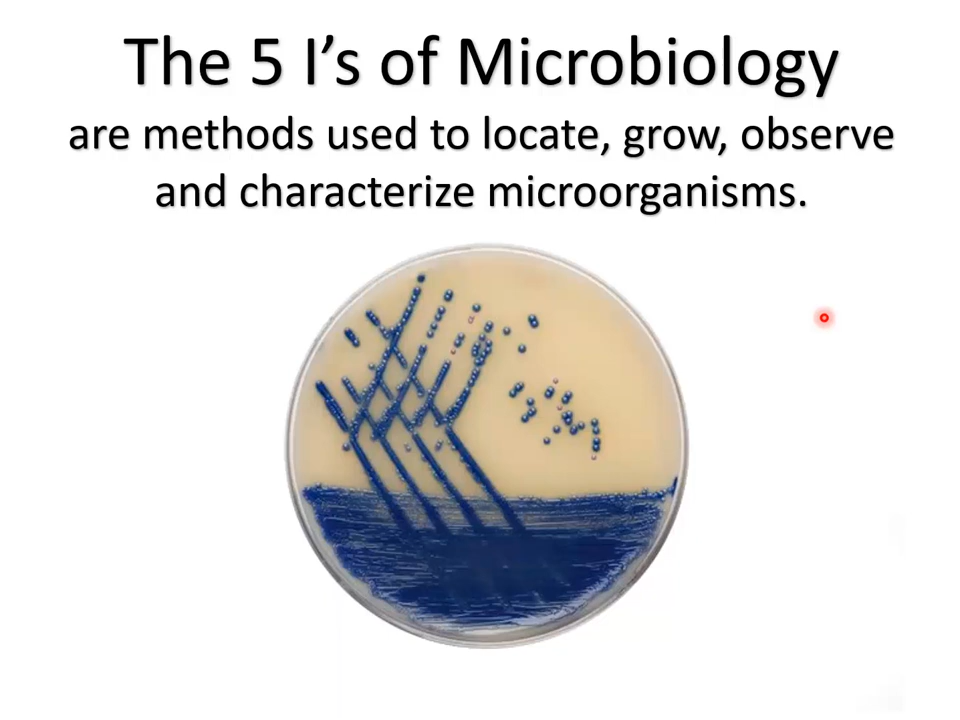 The 5 I’s of Microbiology
are methods used to locate, grow, observe
and characterize microorganisms.